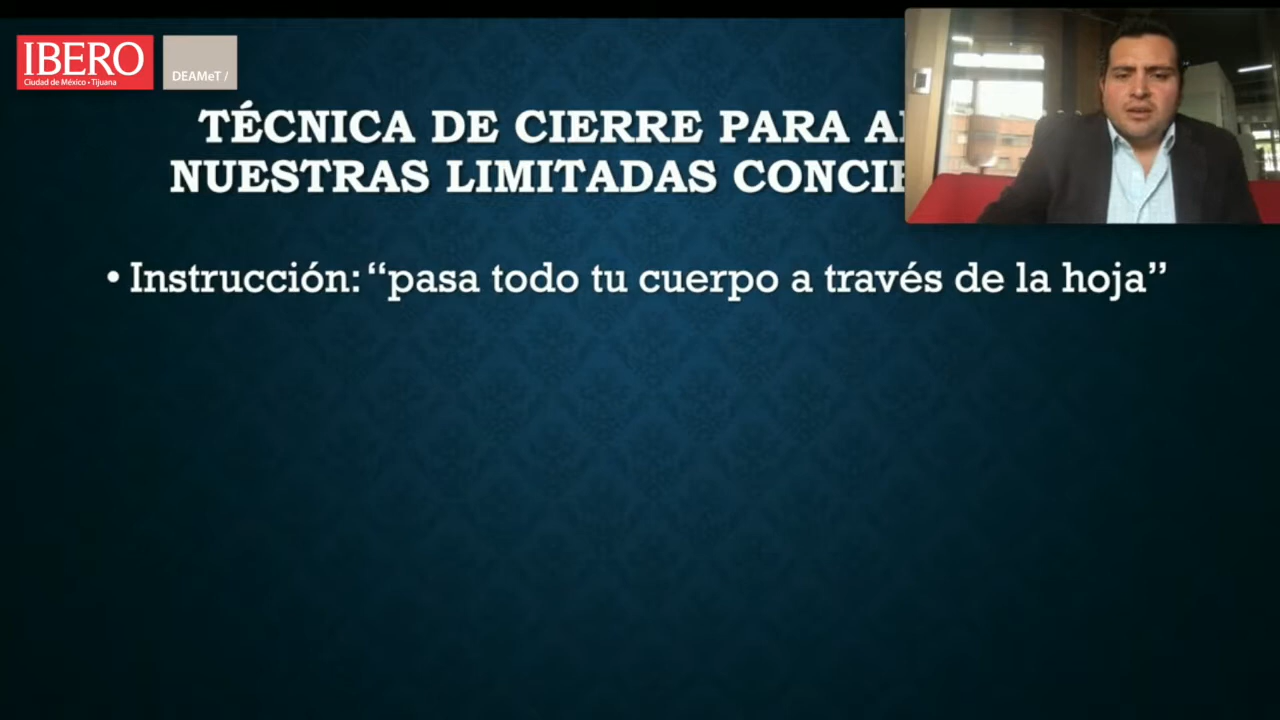 IBERO
Ciudad de México • Tijuana
DEAMeT /
TÉCNICA DE CIERRE PARA
NUESTRAS LIMITADAS
• Instrucción: “pasa todo tu cuerpo a través de la hoja”